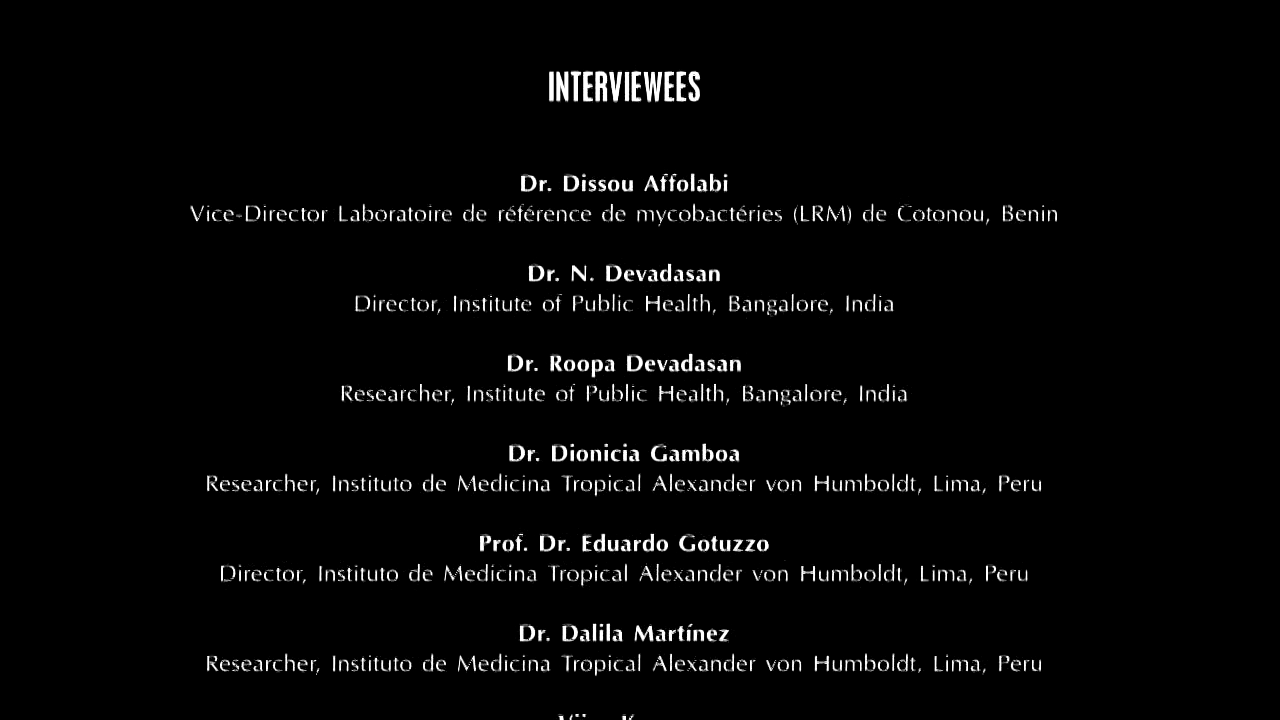 INTERVIEWEES
Dr. Dissou Affolabi
Vice-Director Laboratoire de référence de mycobactéries (LRM) de Cotonou, Benin
Dr. N. Devadasan
Director, Institute of Public Health, Bangalore, India
Dr. Roopa Devadasan
Researcher, Institute of Public Health, Bangalore, India
Dr. Dionicia Gamboa
Researcher, Instituto de Medicina Tropical Alexander von Humboldt, Lima, Peru
Prof. Dr. Eduardo Gotuzzo
Director, Instituto de Medicina Tropical Alexander von Humboldt, Lima, Peru
Dr. Dalila Martínez
Researcher, Instituto de Medicina Tropical Alexander von Humboldt, Lima, Peru